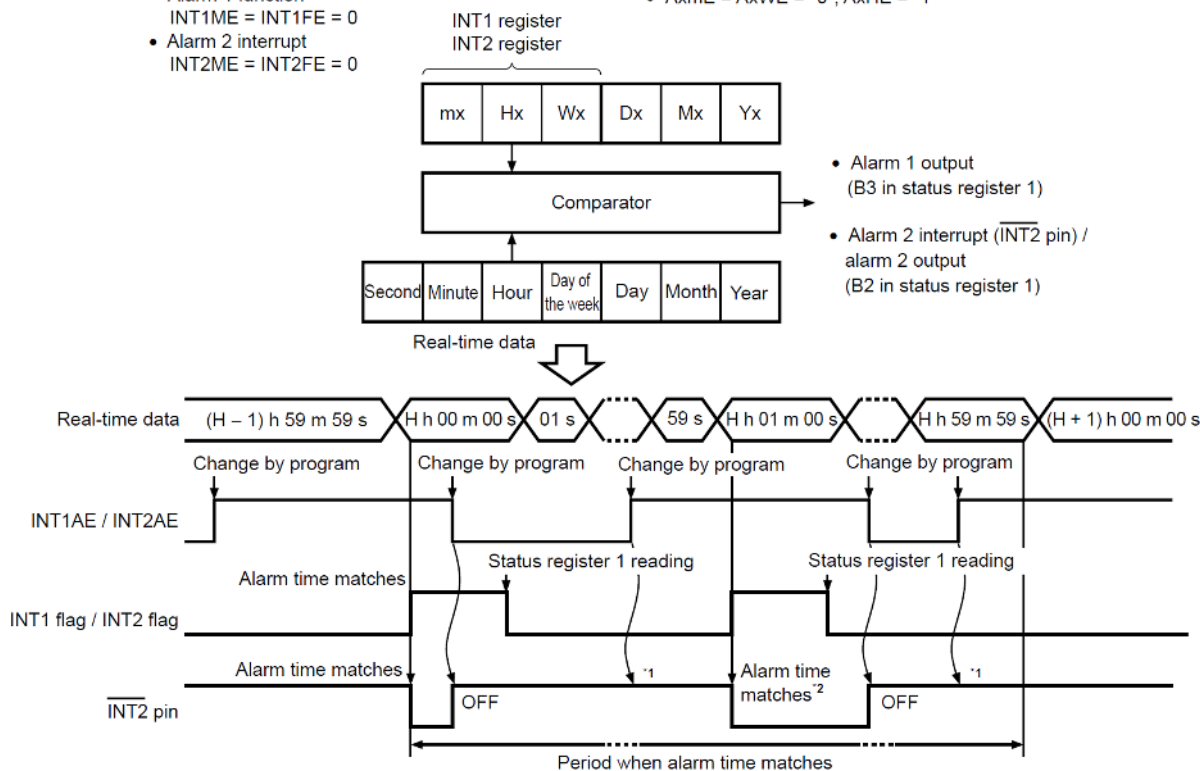 INT1ME = INT1FE = 0
• Alarm 2 interrupt
INT2ME = INT2FE = 0
INT1 register
INT2 register
mx Hx Wx Dx Mx Yx
Comparator
• Alarm 1 output
(B3 in status register 1)
• Alarm 2 interrupt (INT2 pin) /
alarm 2 output
(B2 in status register 1)
Second Minute Hour Day of the week Day Month Year
Real-time data
Real-time data (H − 1) h 59 m 59 s H h 00 m 00 s 01 s 59 s H h 01 m 00 s H h 59 m 59 s (H + 1) h 00 m 00 s
Change by program Change by program Change by program Change by program
INT1AE / INT2AE
Status register 1 reading Status register 1 reading
Alarm time matches
INT1 flag / INT2 flag
Alarm time matches *1 Alarm time matches*2 *1
INT2 pin OFF OFF
Period when alarm time matches